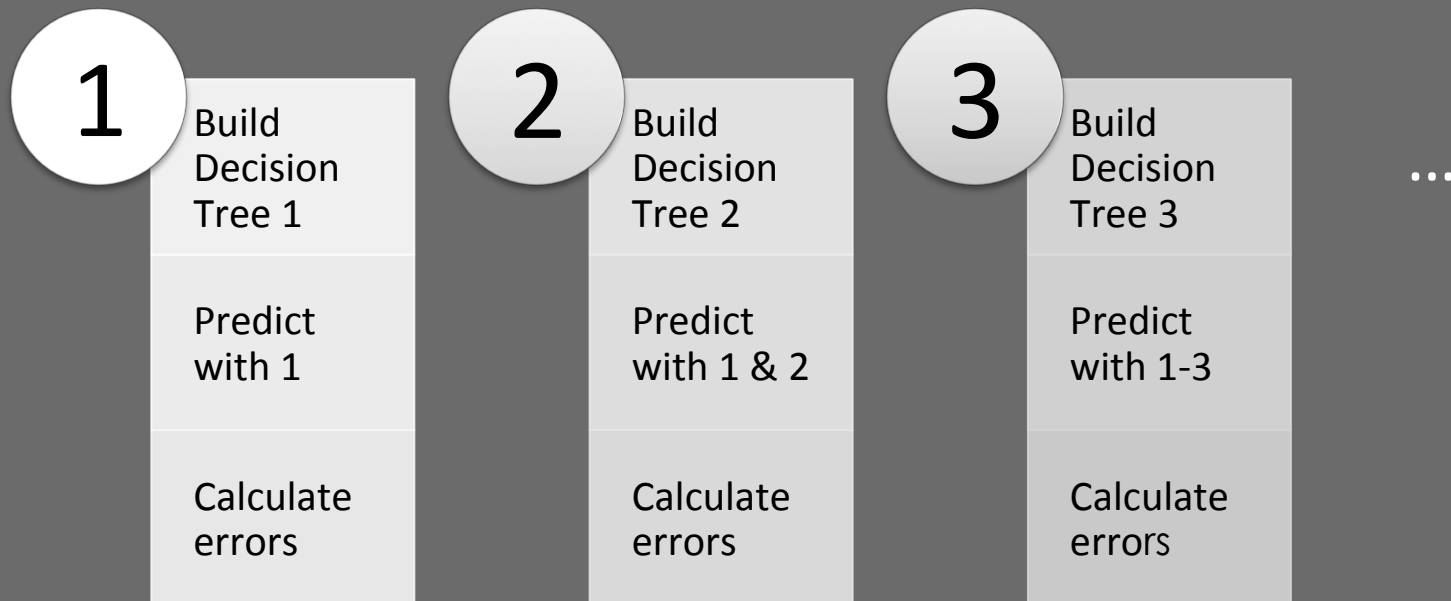 1
Build
Decision
Tree 1
Predict
with 1
Calculate
errors
2
Build
Decision
Tree 2
Predict
with 1 & 2
Calculate
errors
3
Build
Decision
Tree 3
Predict
with 1-3
Calculate
errors
...